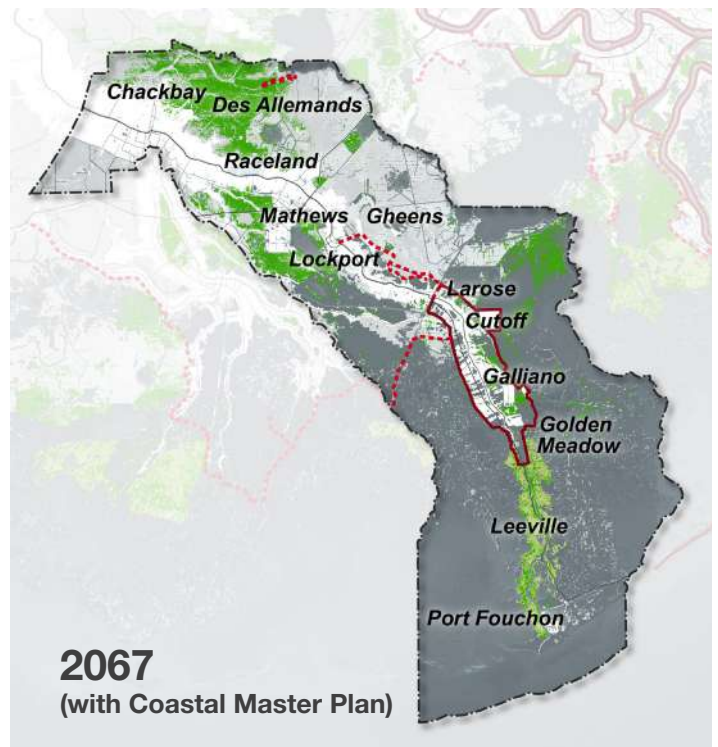 Chackbay
Des Allemands
Raceland
Mathews
Gheens
Lockport
Larose
Cutoff
Galliano
Golden
Meadow
Leeville
Port Fouchon
2067
(with Coastal Master Plan)